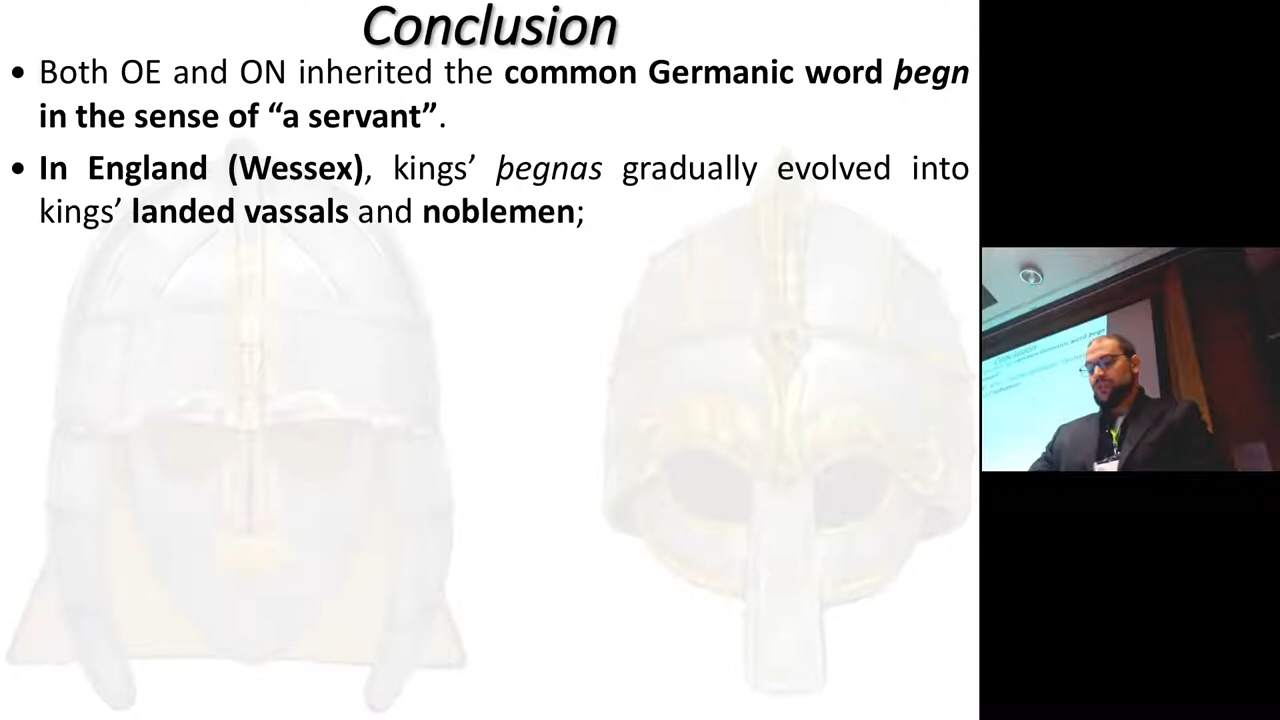 Conclusion
• Both OE and ON inherited the common Germanic word þegn
in the sense of “a servant”.
• In England (Wessex), kings’ þegnas gradually evolved into
kings’ landed vassals and noblemen;